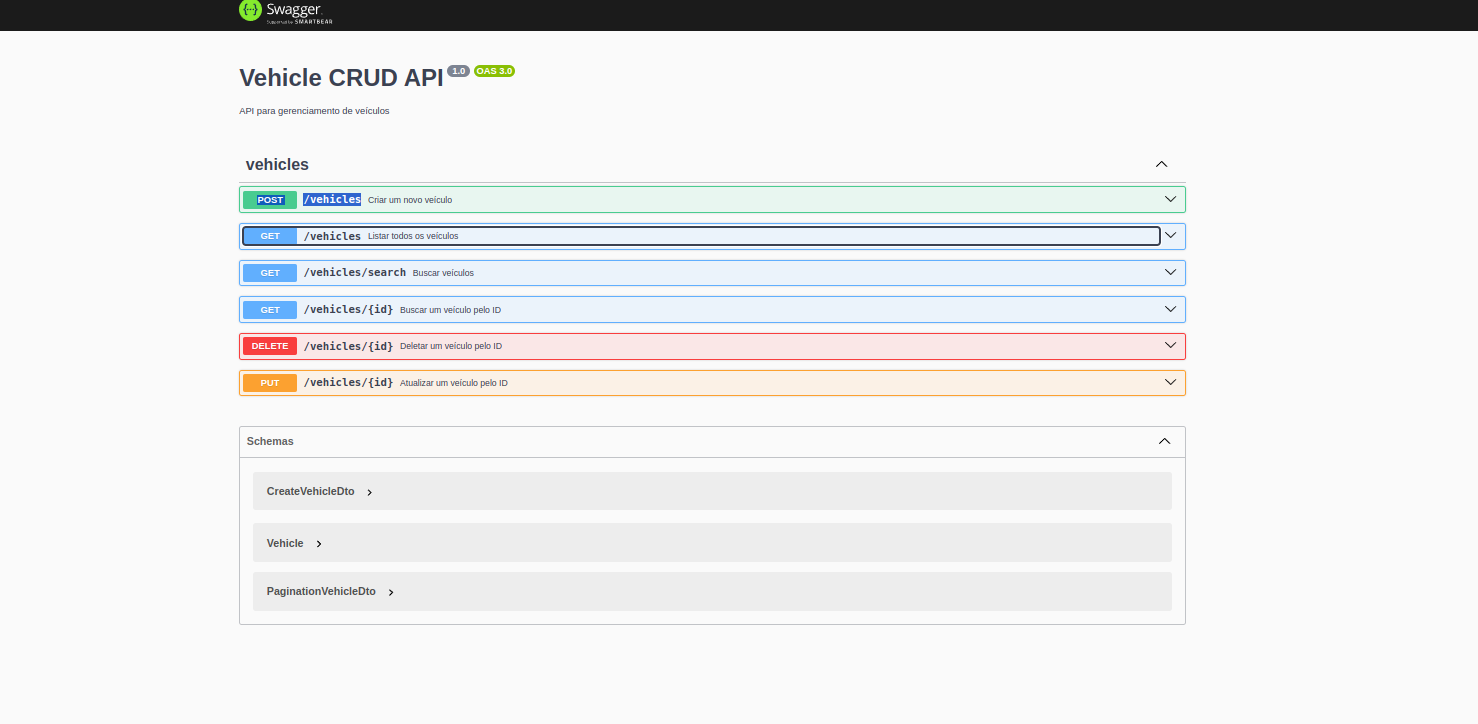 Swagger
Supported by SMARTBEAR
Vehicle CRUD API 1.0 OAS 3.0
API para gerenciamento de veículos
vehicles
POST /vehicles Criar um novo veículo
GET /vehicles Listar todos os veículos
GET /vehicles/search Buscar veículos
GET /vehicles/{id} Buscar um veículo pelo ID
DELETE /vehicles/{id} Deletar um veículo pelo ID
PUT /vehicles/{id} Atualizar um veículo pelo ID
Schemas
CreateVehicleDto
Vehicle
PaginationVehicleDto